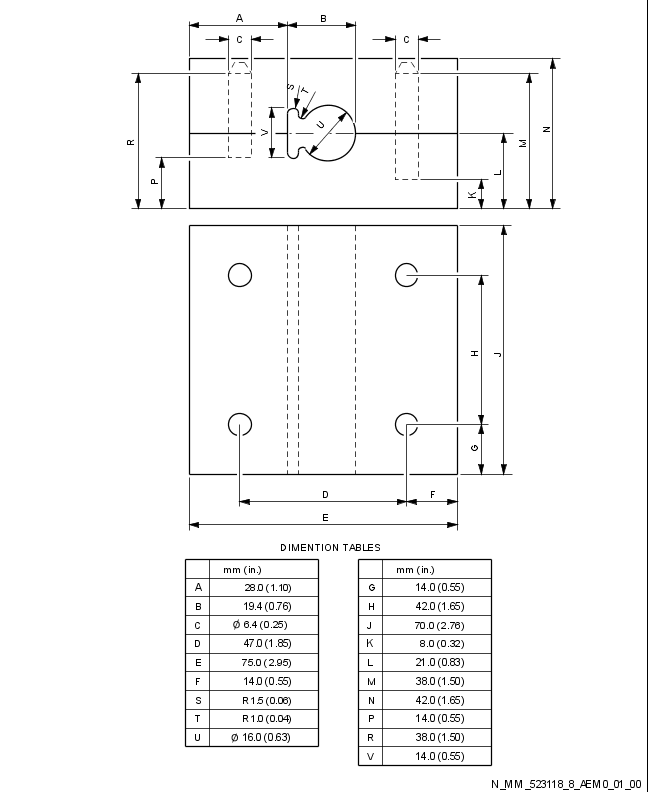 A
B
C
C
S
T
U
V
R
P
N
M
L
K
H
J
G
D
F
E
DIMENTION TABLES
mm (in.)
A 28.0 (1.10)
B 19.4 (0.76)
C Ø 6.4 (0.25)
D 47.0 (1.85)
E 75.0 (2.95)
F 14.0 (0.55)
S R 1.5 (0.06)
T R 1.0 (0.04)
U Ø 16.0 (0.63)
mm (in.)
G 14.0 (0.55)
H 42.0 (1.65)
J 70.0 (2.76)
K 8.0 (0.32)
L 21.0 (0.83)
M 38.0 (1.50)
N 42.0 (1.65)
P 14.0 (0.55)
R 38.0 (1.50)
V 14.0 (0.55)
N_MM_523118_8_AEM0_01_00